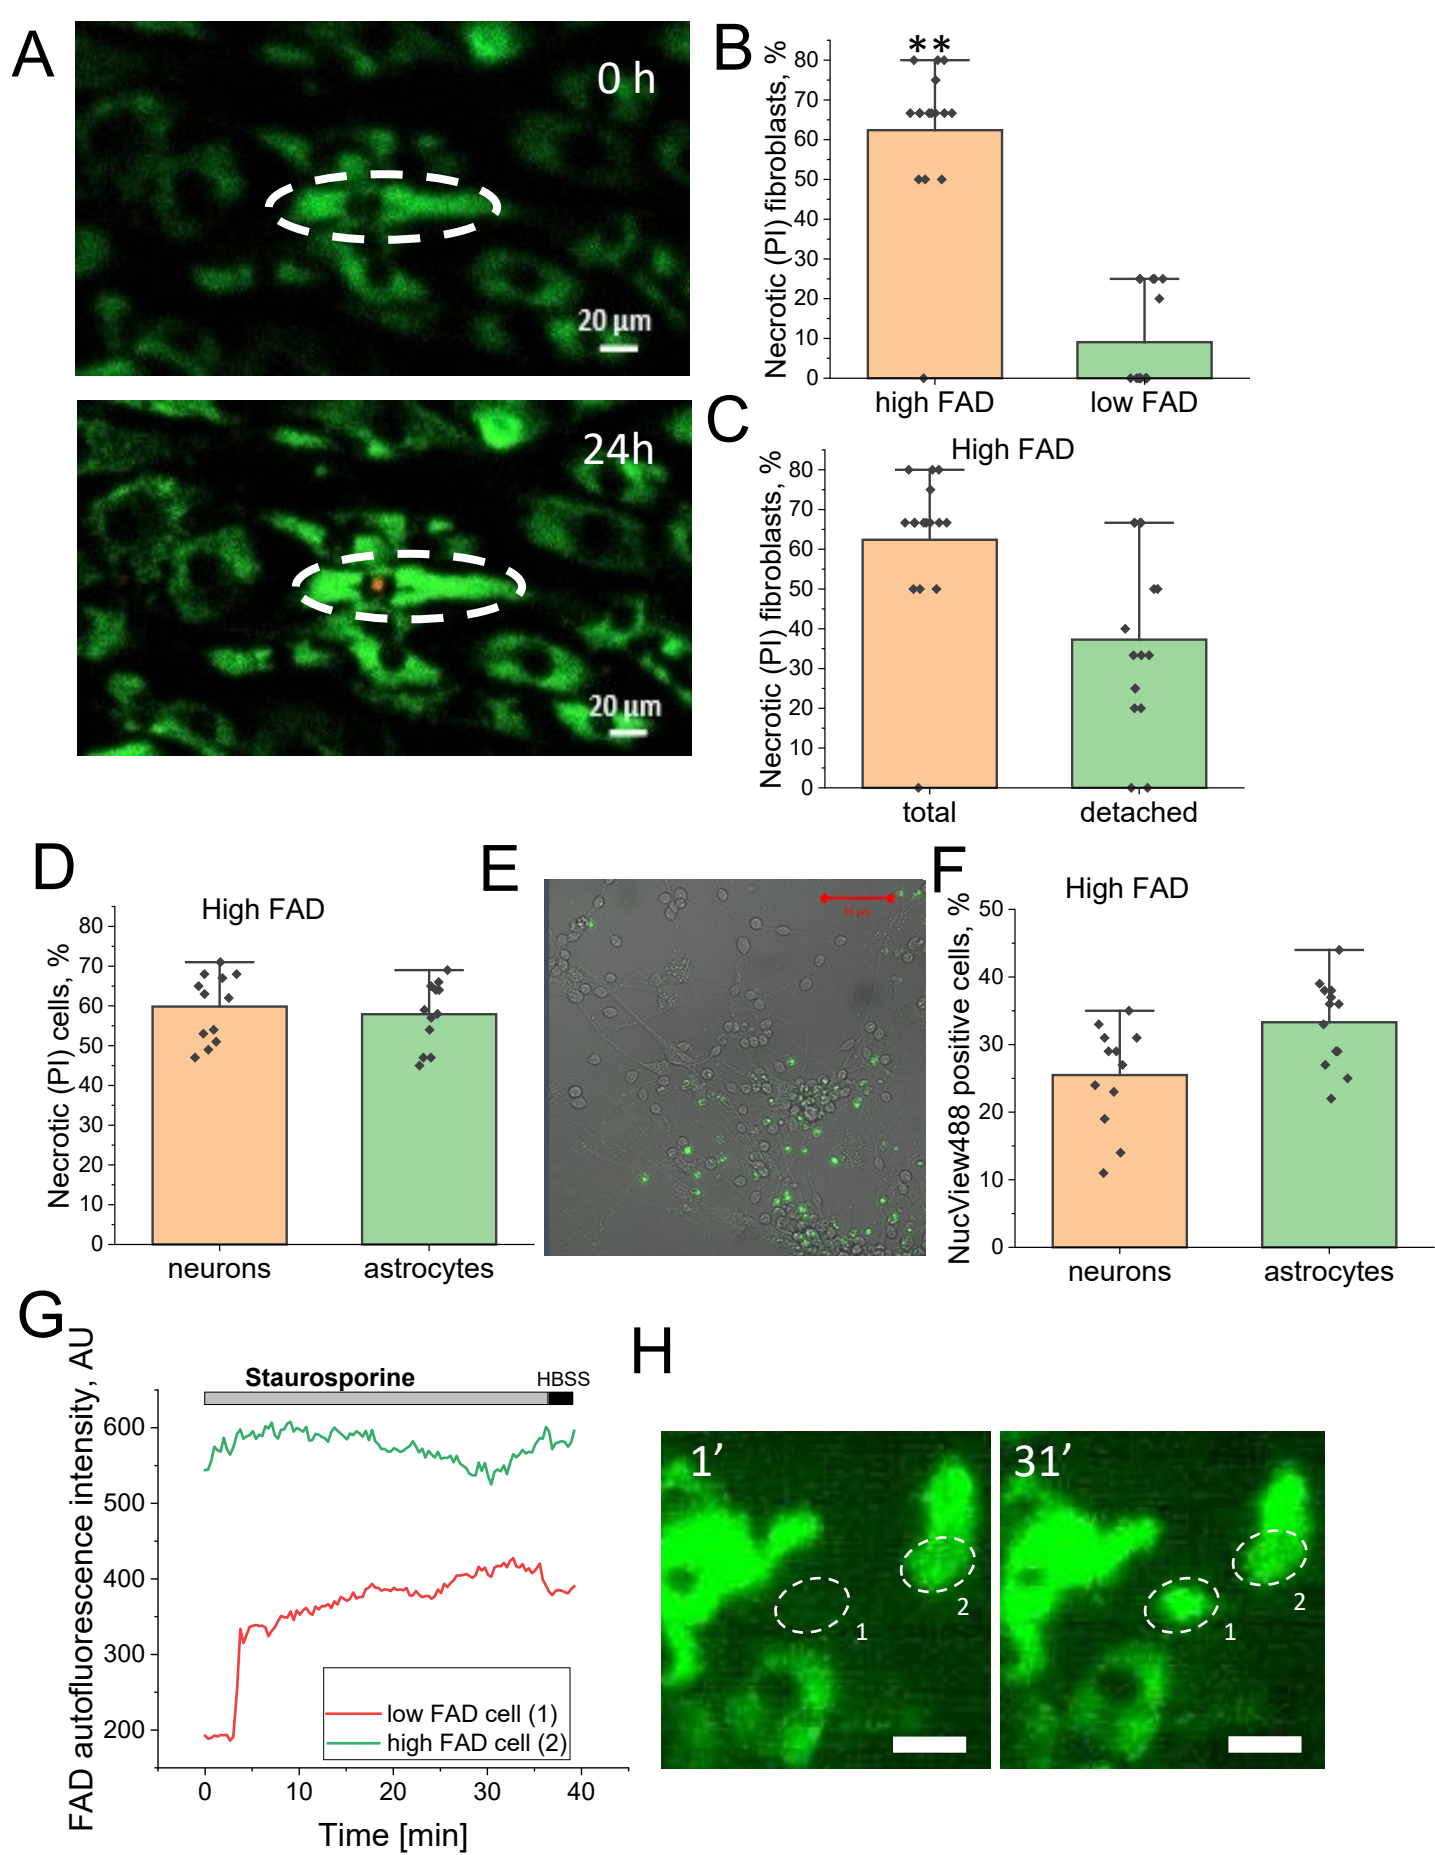 A
0 h
20 µm
24h
20 µm
B
**
Necrotic (PI) fibroblasts, %
80
70
60
50
40
30
20
10
0
high FAD
low FAD
C
High FAD
Necrotic (PI) fibroblasts, %
80
70
60
50
40
30
20
10
0
total
detached
D
High FAD
Necrotic (PI) cells, %
80
70
60
50
40
30
20
10
0
neurons
astrocytes
E
50 µm
F
High FAD
NucView488 positive cells, %
50
40
30
20
10
0
neurons
astrocytes
G
FAD autofluorescence intensity, AU
Staurosporine
HBSS
600
500
400
300
200
low FAD cell (1)
high FAD cell (2)
0
10
20
30
40
Time [min]
H
1’
1
2
31’
1
2